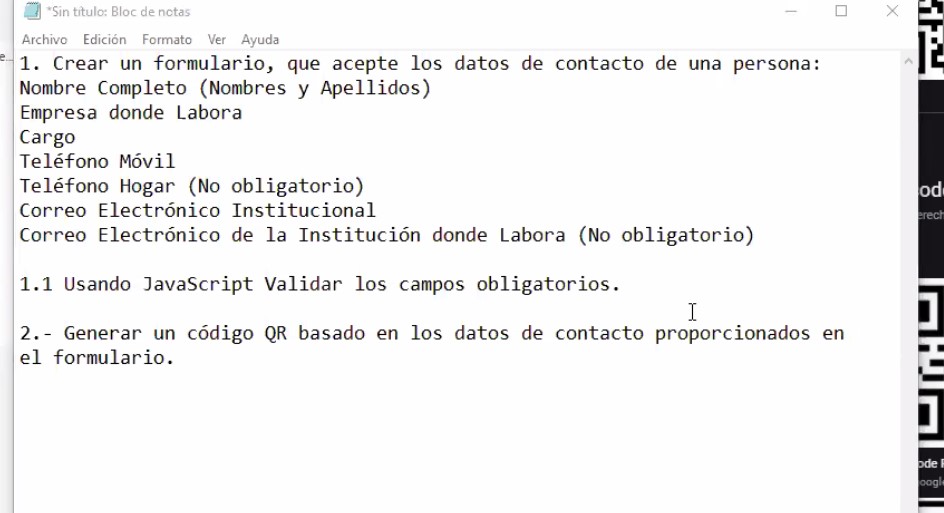 *Sin título: Bloc de notas
Archivo Edición Formato Ver Ayuda
1. Crear un formulario, que acepte los datos de contacto de una persona:
Nombre Completo (Nombres y Apellidos)
Empresa donde Labora
Cargo
Teléfono Móvil
Teléfono Hogar (No obligatorio)
Correo Electrónico Institucional
Correo Electrónico de la Institución donde Labora (No obligatorio)
1.1 Usando JavaScript Validar los campos obligatorios.
2.- Generar un código QR basado en los datos de contacto proporcionados en
el formulario.